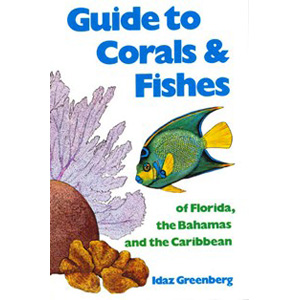 Guide to
Corals &
Fishes
of Florida,
the Bahamas
and the Caribbean
Idaz Greenberg